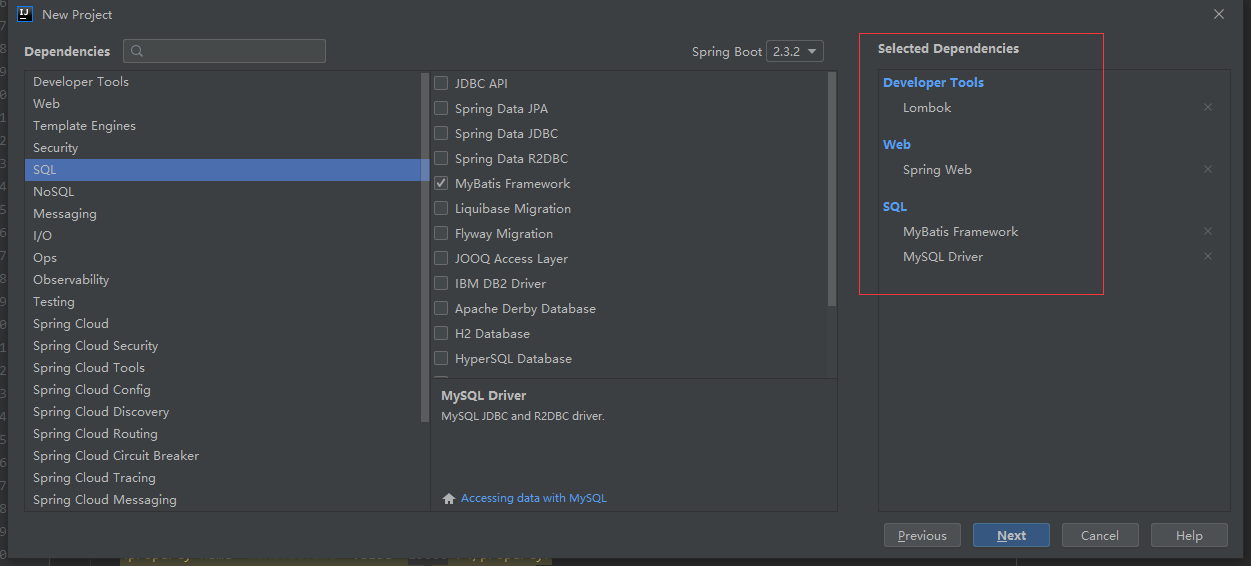 New Project
Dependencies
Spring Boot 2.3.2
Developer Tools
Web
Template Engines
Security
SQL
NoSQL
Messaging
I/O
Ops
Observability
Testing
Spring Cloud
Spring Cloud Security
Spring Cloud Tools
Spring Cloud Config
Spring Cloud Discovery
Spring Cloud Routing
Spring Cloud Circuit Breaker
Spring Cloud Tracing
Spring Cloud Messaging
JDBC API
Spring Data JPA
Spring Data JDBC
Spring Data R2DBC
MyBatis Framework
Liquibase Migration
Flyway Migration
JOOQ Access Layer
IBM DB2 Driver
Apache Derby Database
H2 Database
HyperSQL Database
MySQL Driver
MySQL JDBC and R2DBC driver.
Accessing data with MySQL
Selected Dependencies
Developer Tools
Lombok
Web
Spring Web
SQL
MyBatis Framework
MySQL Driver
Previous
Next
Cancel
Help